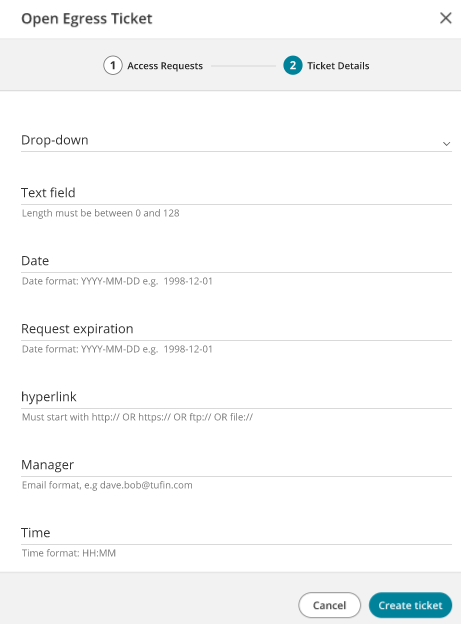 Open Egress Ticket
1 Access Requests 2 Ticket Details
Drop-down
Text field
Length must be between 0 and 128
Date
Date format: YYYY-MM-DD e.g. 1998-12-01
Request expiration
Date format: YYYY-MM-DD e.g. 1998-12-01
hyperlink
Must start with http:// OR https:// OR ftp:// OR file://
Manager
Email format, e.g dave.bob@tufin.com
Time
Time format: HH:MM
Cancel Create ticket